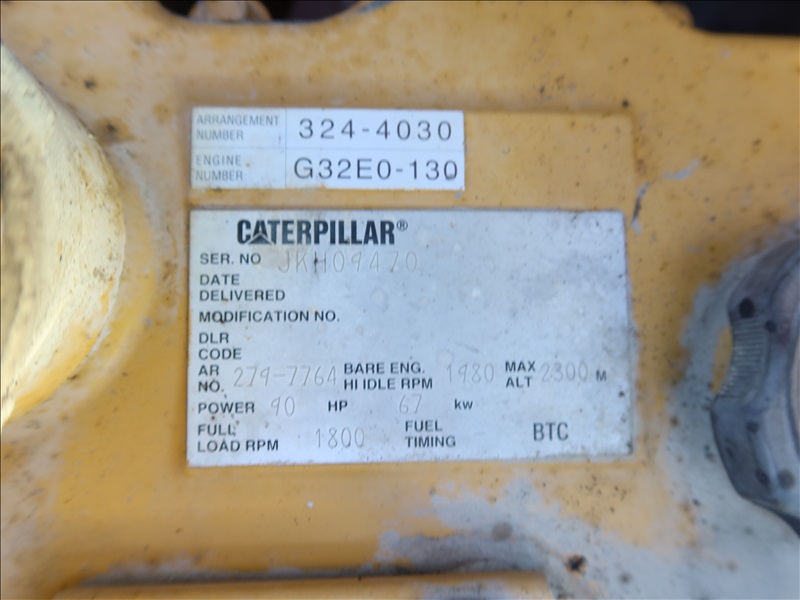 ARRANGEMENT NUMBER 324-4030
ENGINE NUMBER G32E0-130
CATERPILLAR®
SER. NO JKH09470
DATE
DELIVERED
MODIFICATION NO.
DLR
CODE
AR NO. 279-7764 BARE ENG. HI IDLE RPM 1980 MAX ALT 2300 M
POWER 90 HP 67 kw
FULL LOAD RPM 1800 FUEL TIMING BTC